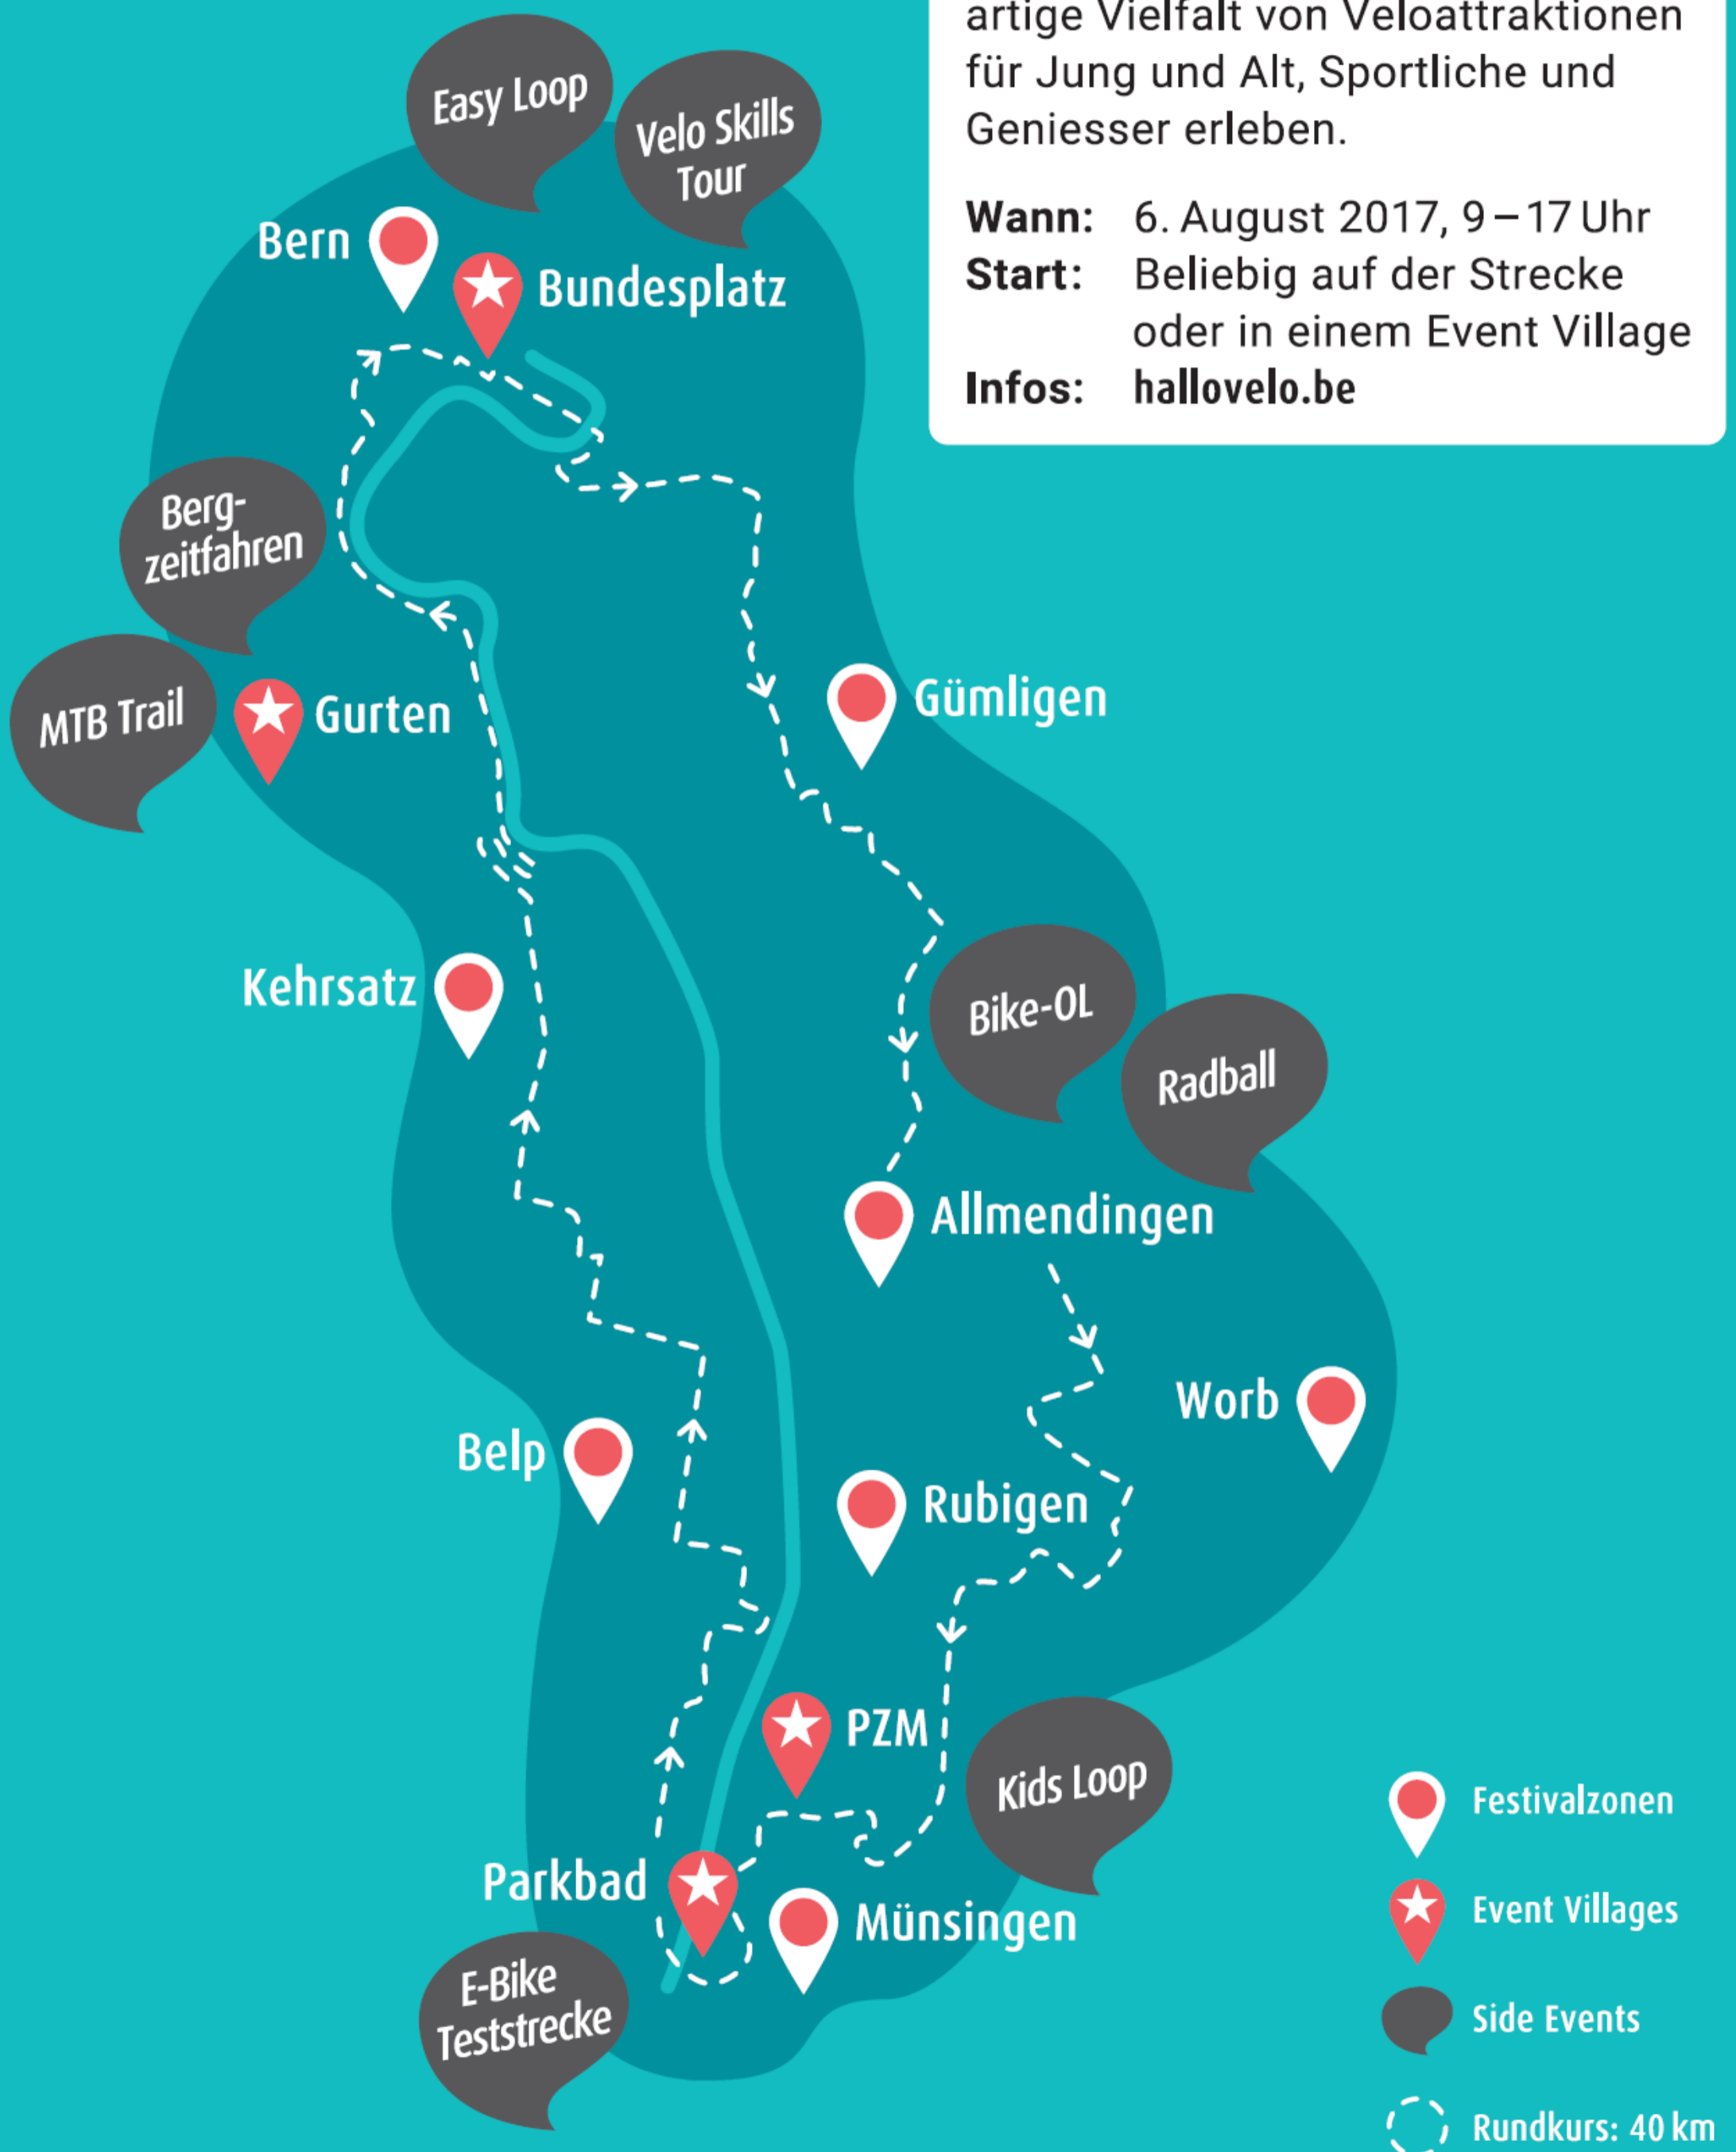 artige Vielfalt von Veloattraktionen
für Jung und Alt, Sportliche und
Geniesser erleben.
Wann: 6. August 2017, 9–17 Uhr
Start: Beliebig auf der Strecke
oder in einem Event Village
Infos: hallovelo.be
Easy Loop
Velo Skills
Tour
Bern
Bundesplatz
Berg-
zeitfahren
MTB Trail
Gurten
Gümligen
Kehrsatz
Bike-OL
Radball
Allmendingen
Worb
Belp
Rubigen
PZM
Kids Loop
Parkbad
Münsingen
E-Bike
Teststrecke
Festivalzonen
Event Villages
Side Events
Rundkurs: 40 km